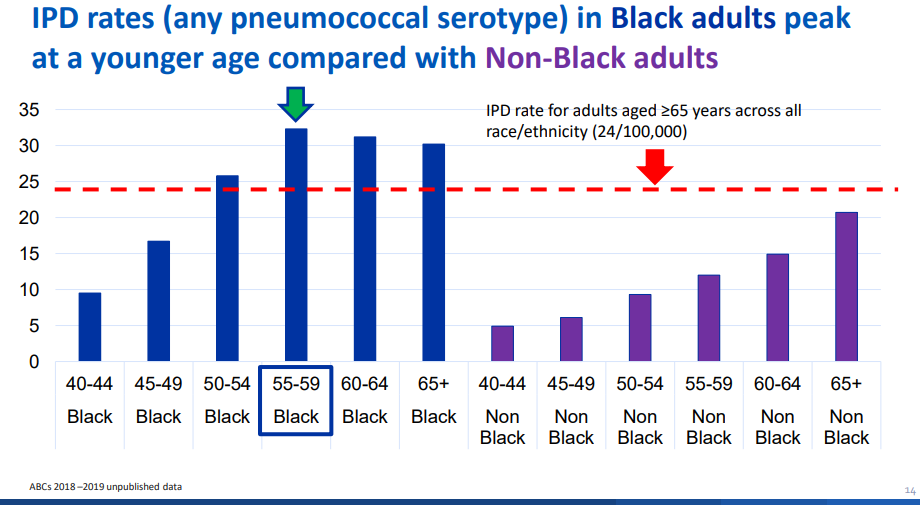 IPD rates (any pneumococcal serotype) in Black adults peak
at a younger age compared with Non-Black adults
IPD rate for adults aged ≥65 years across all
race/ethnicity (24/100,000)
35
30
25
20
15
10
5
0
40-44 45-49 50-54 55-59 60-64 65+ 40-44 45-49 50-54 55-59 60-64 65+
Black Black Black Black Black Black Non Non Non Non Non Non
Black Black Black Black Black Black
ABCs 2018 –2019 unpublished data
14